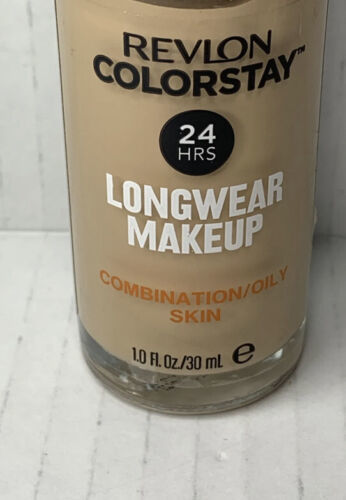 REVLON
COLORSTAY™
24
HRS
LONGWEAR
MAKEUP
COMBINATION/OILY
SKIN
1.0 Fl. Oz./30 mL ℮